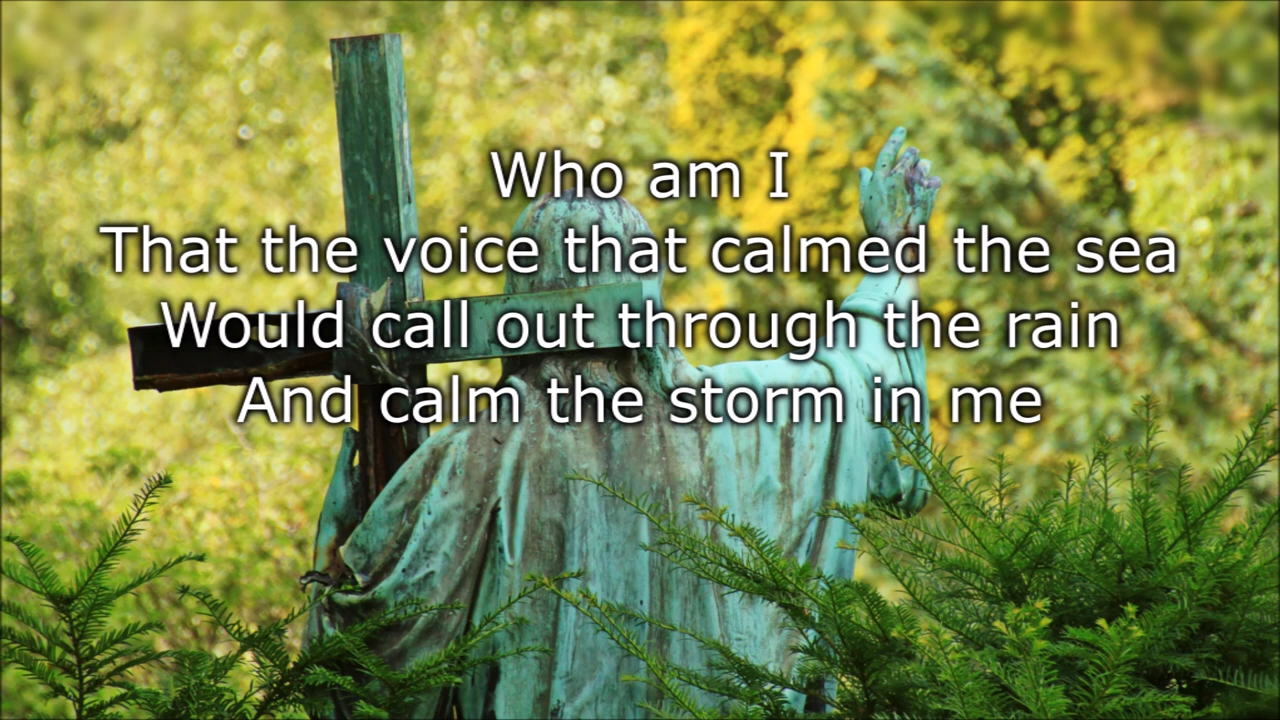 Who am I
That the voice that calmed the sea
Would call out through the rain
And calm the storm in me